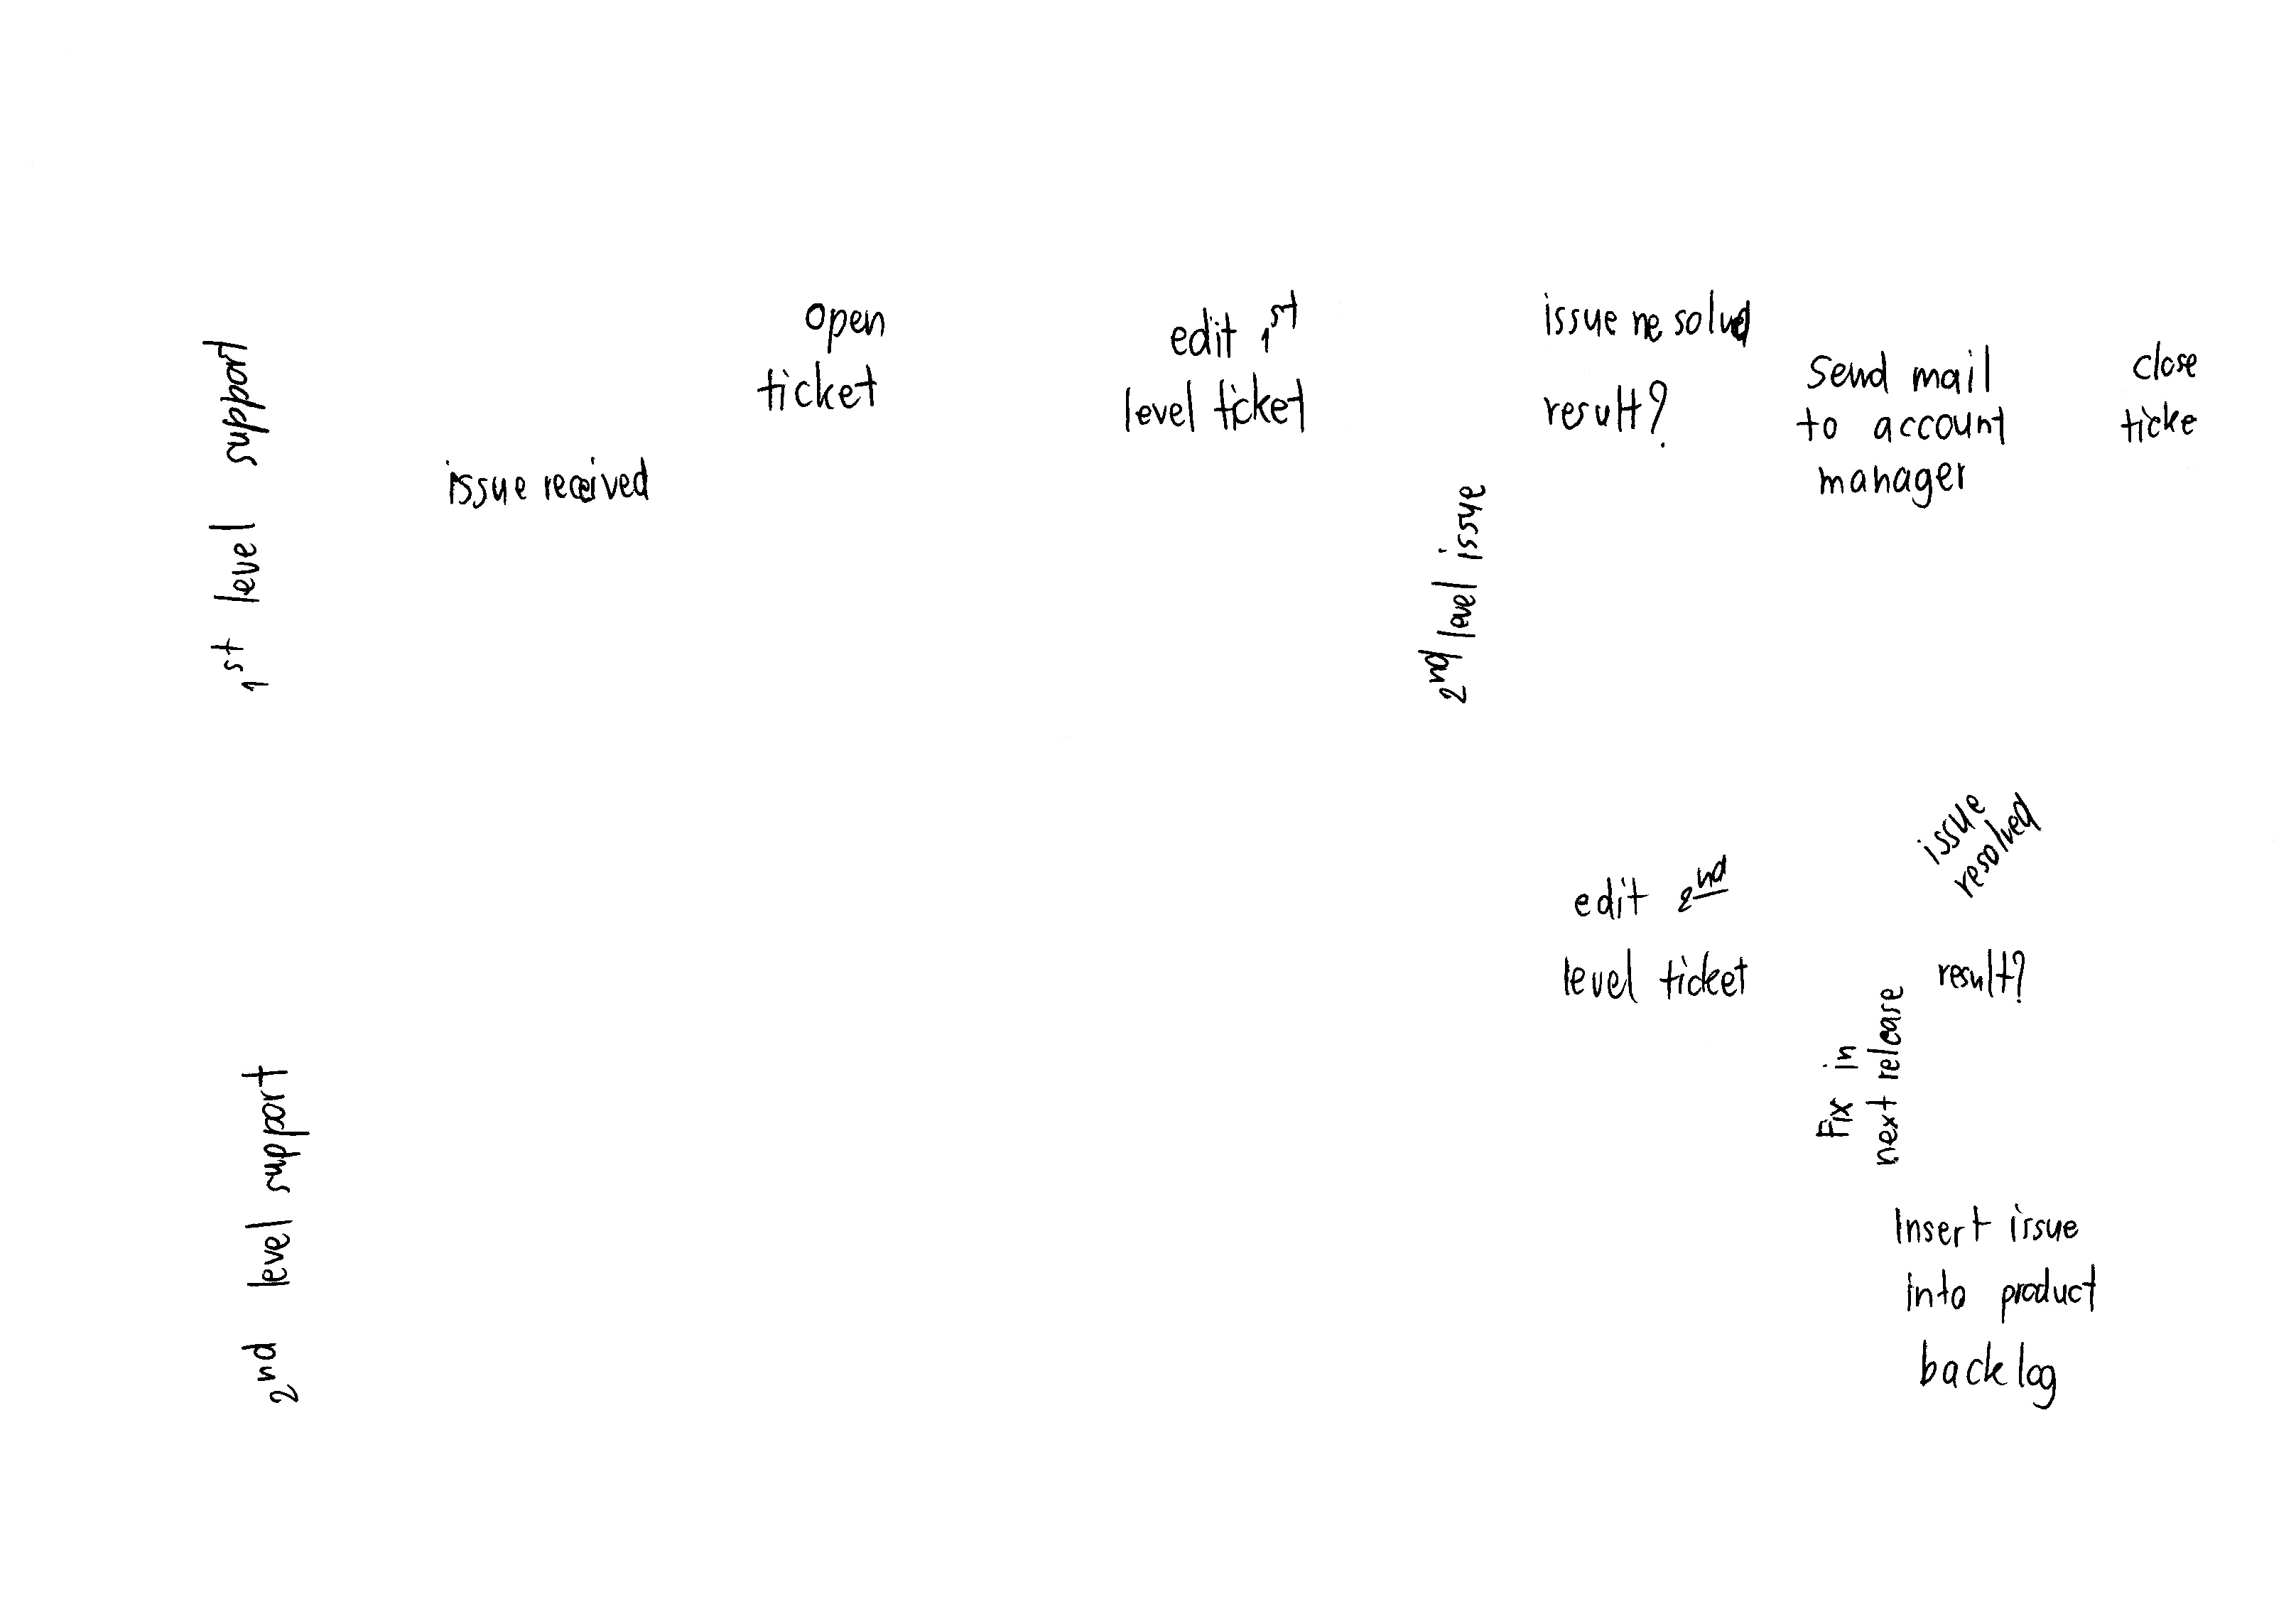 1st level support
issue received
open
ticket
edit 1st
level ticket
issue resolved
result?
2nd level issue
Send mail
to account
manager
close
ticke
2nd level support
edit 2nd
level ticket
issue
resolved
result?
Fix in
next release
Insert issue
into product
backlog